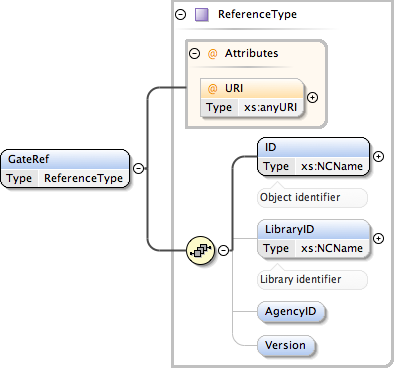 ReferenceType
@ Attributes
@ URI
Type xs:anyURI
GateRef
Type ReferenceType
ID
Type xs:NCName
Object identifier
LibraryID
Type xs:NCName
Library identifier
AgencyID
Version